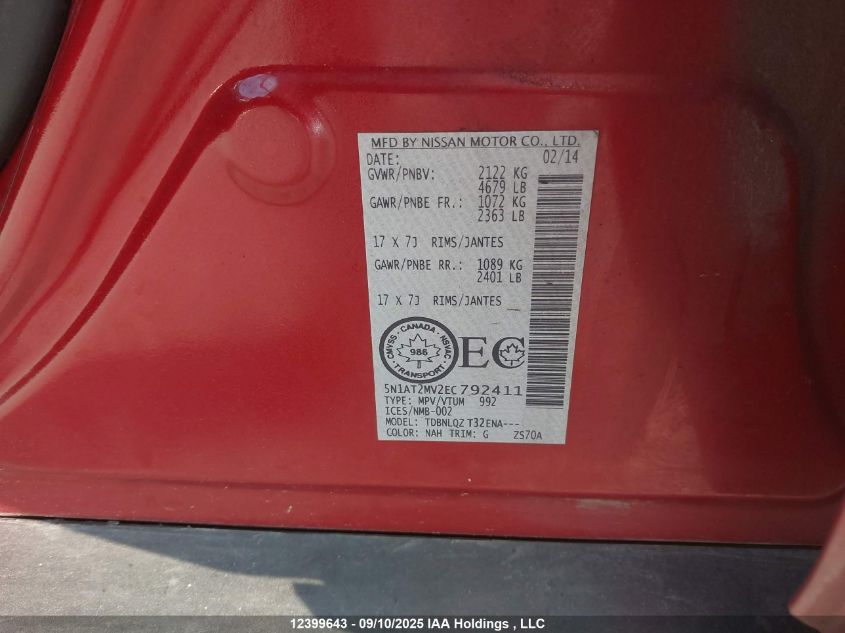 MFD BY NISSAN MOTOR CO., LTD.
DATE: 02/14
GVWR/PNBV: 2122 KG
4679 LB
GAWR/PNBE FR.: 1072 KG
2363 LB
17 X 7J RIMS/JANTES
GAWR/PNBE RR.: 1089 KG
2401 LB
17 X 7J RIMS/JANTES
CANADA
CMVSS NSVAC
986
TRANSPORT
EC
5N1AT2MV2EC792411
TYPE: MPV/VTUM 992
ICES/NMB-002
MODEL: TDBNLQZ T32ENA---
COLOR: NAH TRIM: G ZS70A
12399643 - 09/10/2025 IAA Holdings , LLC